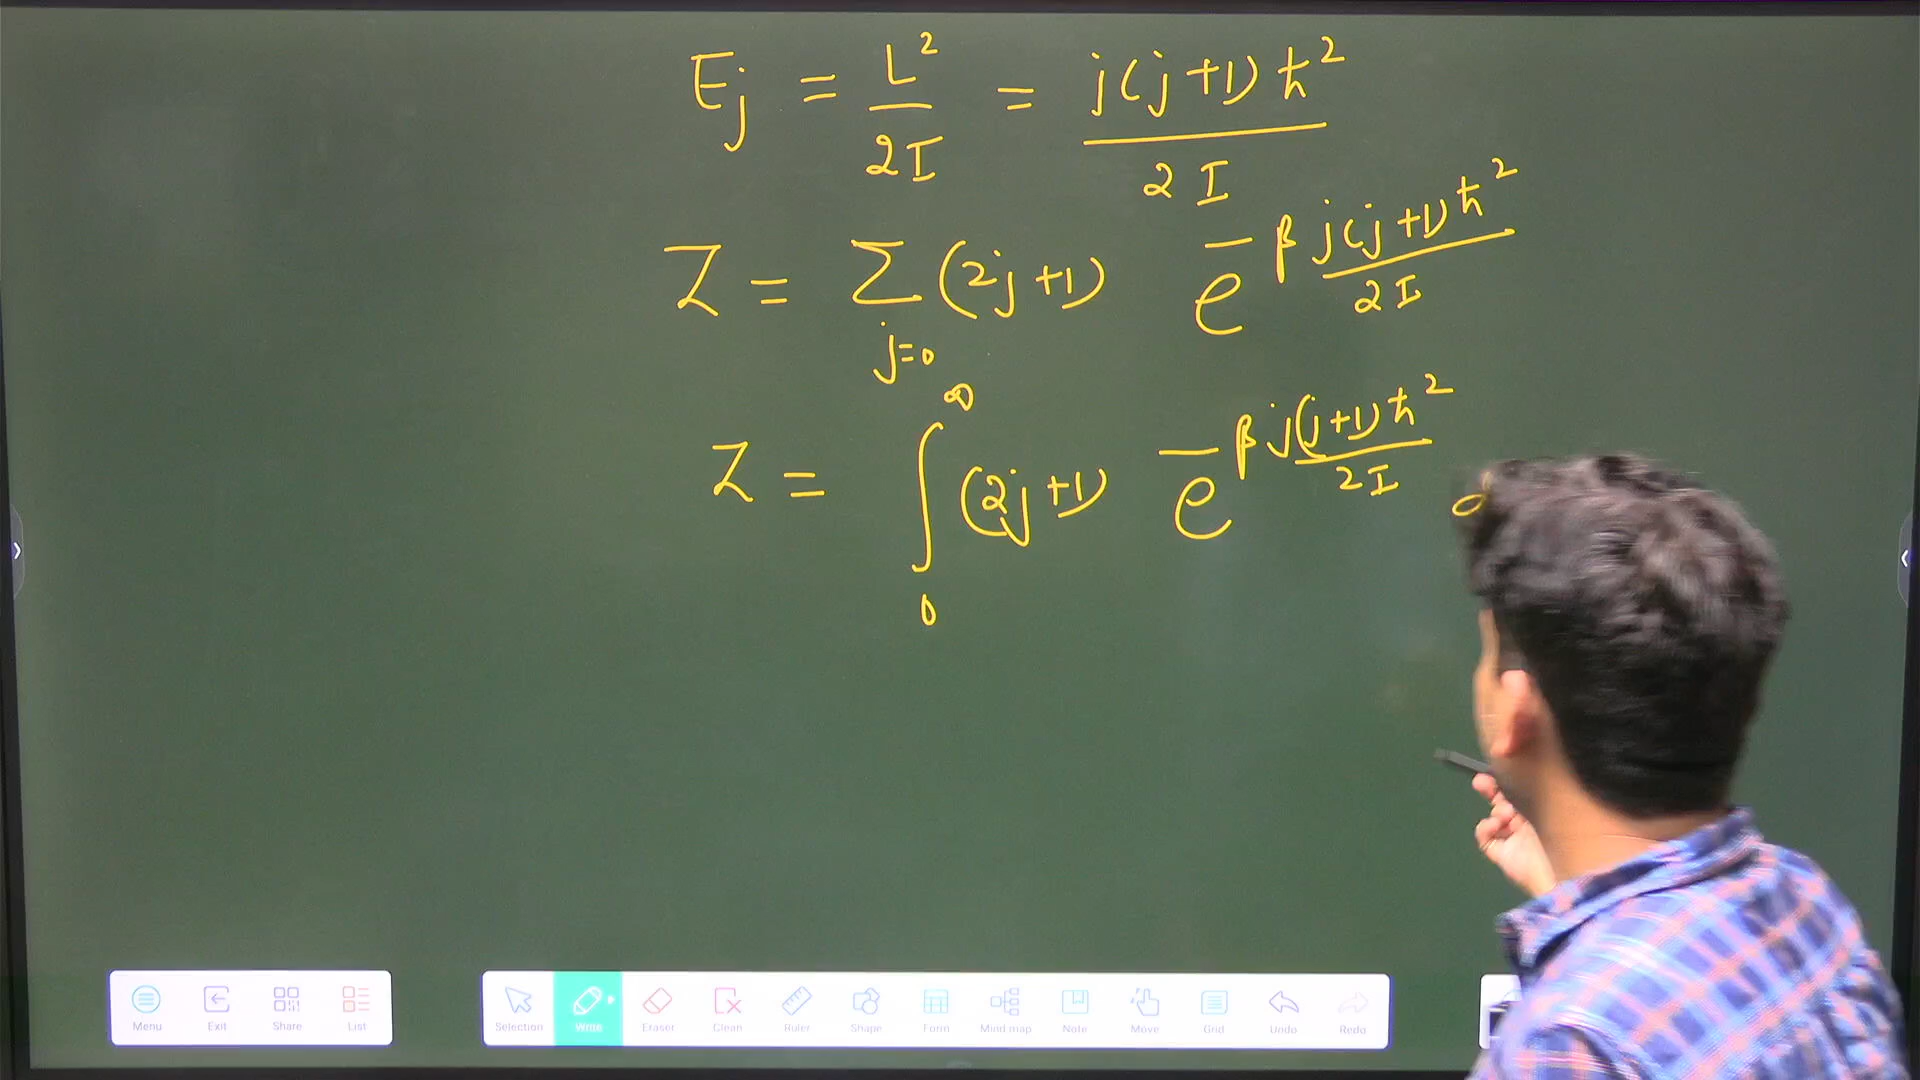 E_j = L²/2I = j(j+1)ħ²/2I
Z = Σ_{j=0} (2j+1) e^{-β j(j+1)ħ²/2I}
Z = ∫_0^∞ (2j+1) e^{-β j(j+1)ħ²/2I} d
Menu Exit Share List Selection Write Eraser Clean Ruler Shape Form Mind map Note Move Grid Undo Redo